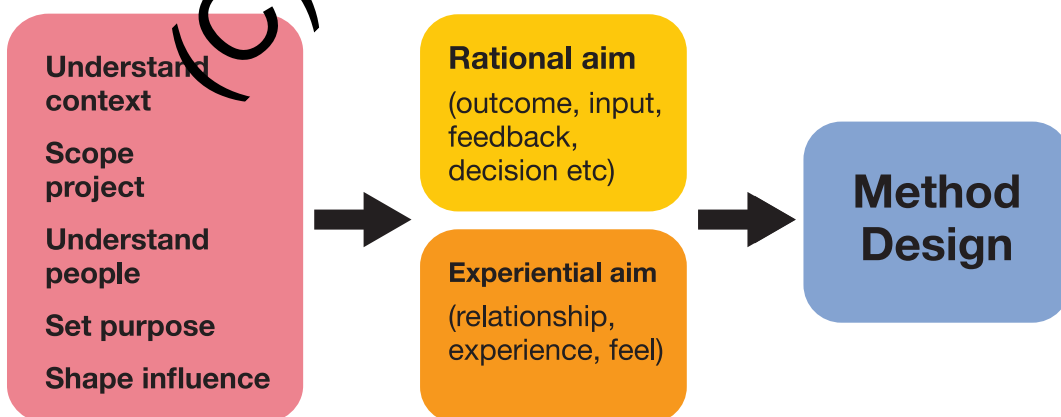 (C)
Understand
context
Scope
project
Understand
people
Set purpose
Shape influence
Rational aim
(outcome, input,
feedback,
decision etc)
Experiential aim
(relationship,
experience, feel)
Method
Design